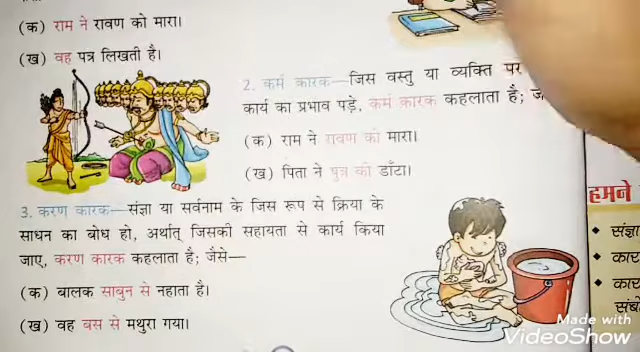 (क) राम ने रावण को मारा।
(ख) वह पत्र लिखती है।
2. कर्म कारक—जिस वस्तु या व्यक्ति पर
कार्य का प्रभाव पड़े, कर्म कारक कहलाता है;
(क) राम ने रावण को मारा।
(ख) पिता ने पुत्र को डाँटा।
3. करण कारक—संज्ञा या सर्वनाम के जिस रूप से क्रिया के
साधन का बोध हो, अर्थात् जिसकी सहायता से कार्य किया
जाए, करण कारक कहलाता है; जैसे—
(क) बालक साबुन से नहाता है।
(ख) वह बस से मथुरा गया।
हमने
• संज्ञा
• कार
• कार
संबं
Made with
VideoShow